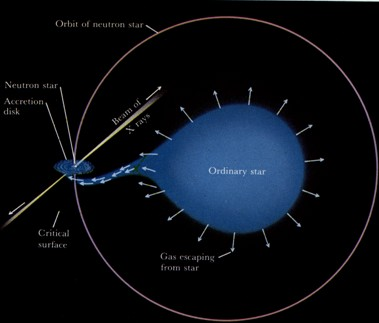 Orbit of neutron star
Neutron star
Accretion
disk
Beam of
X rays
Ordinary star
Critical
surface
Gas escaping
from star